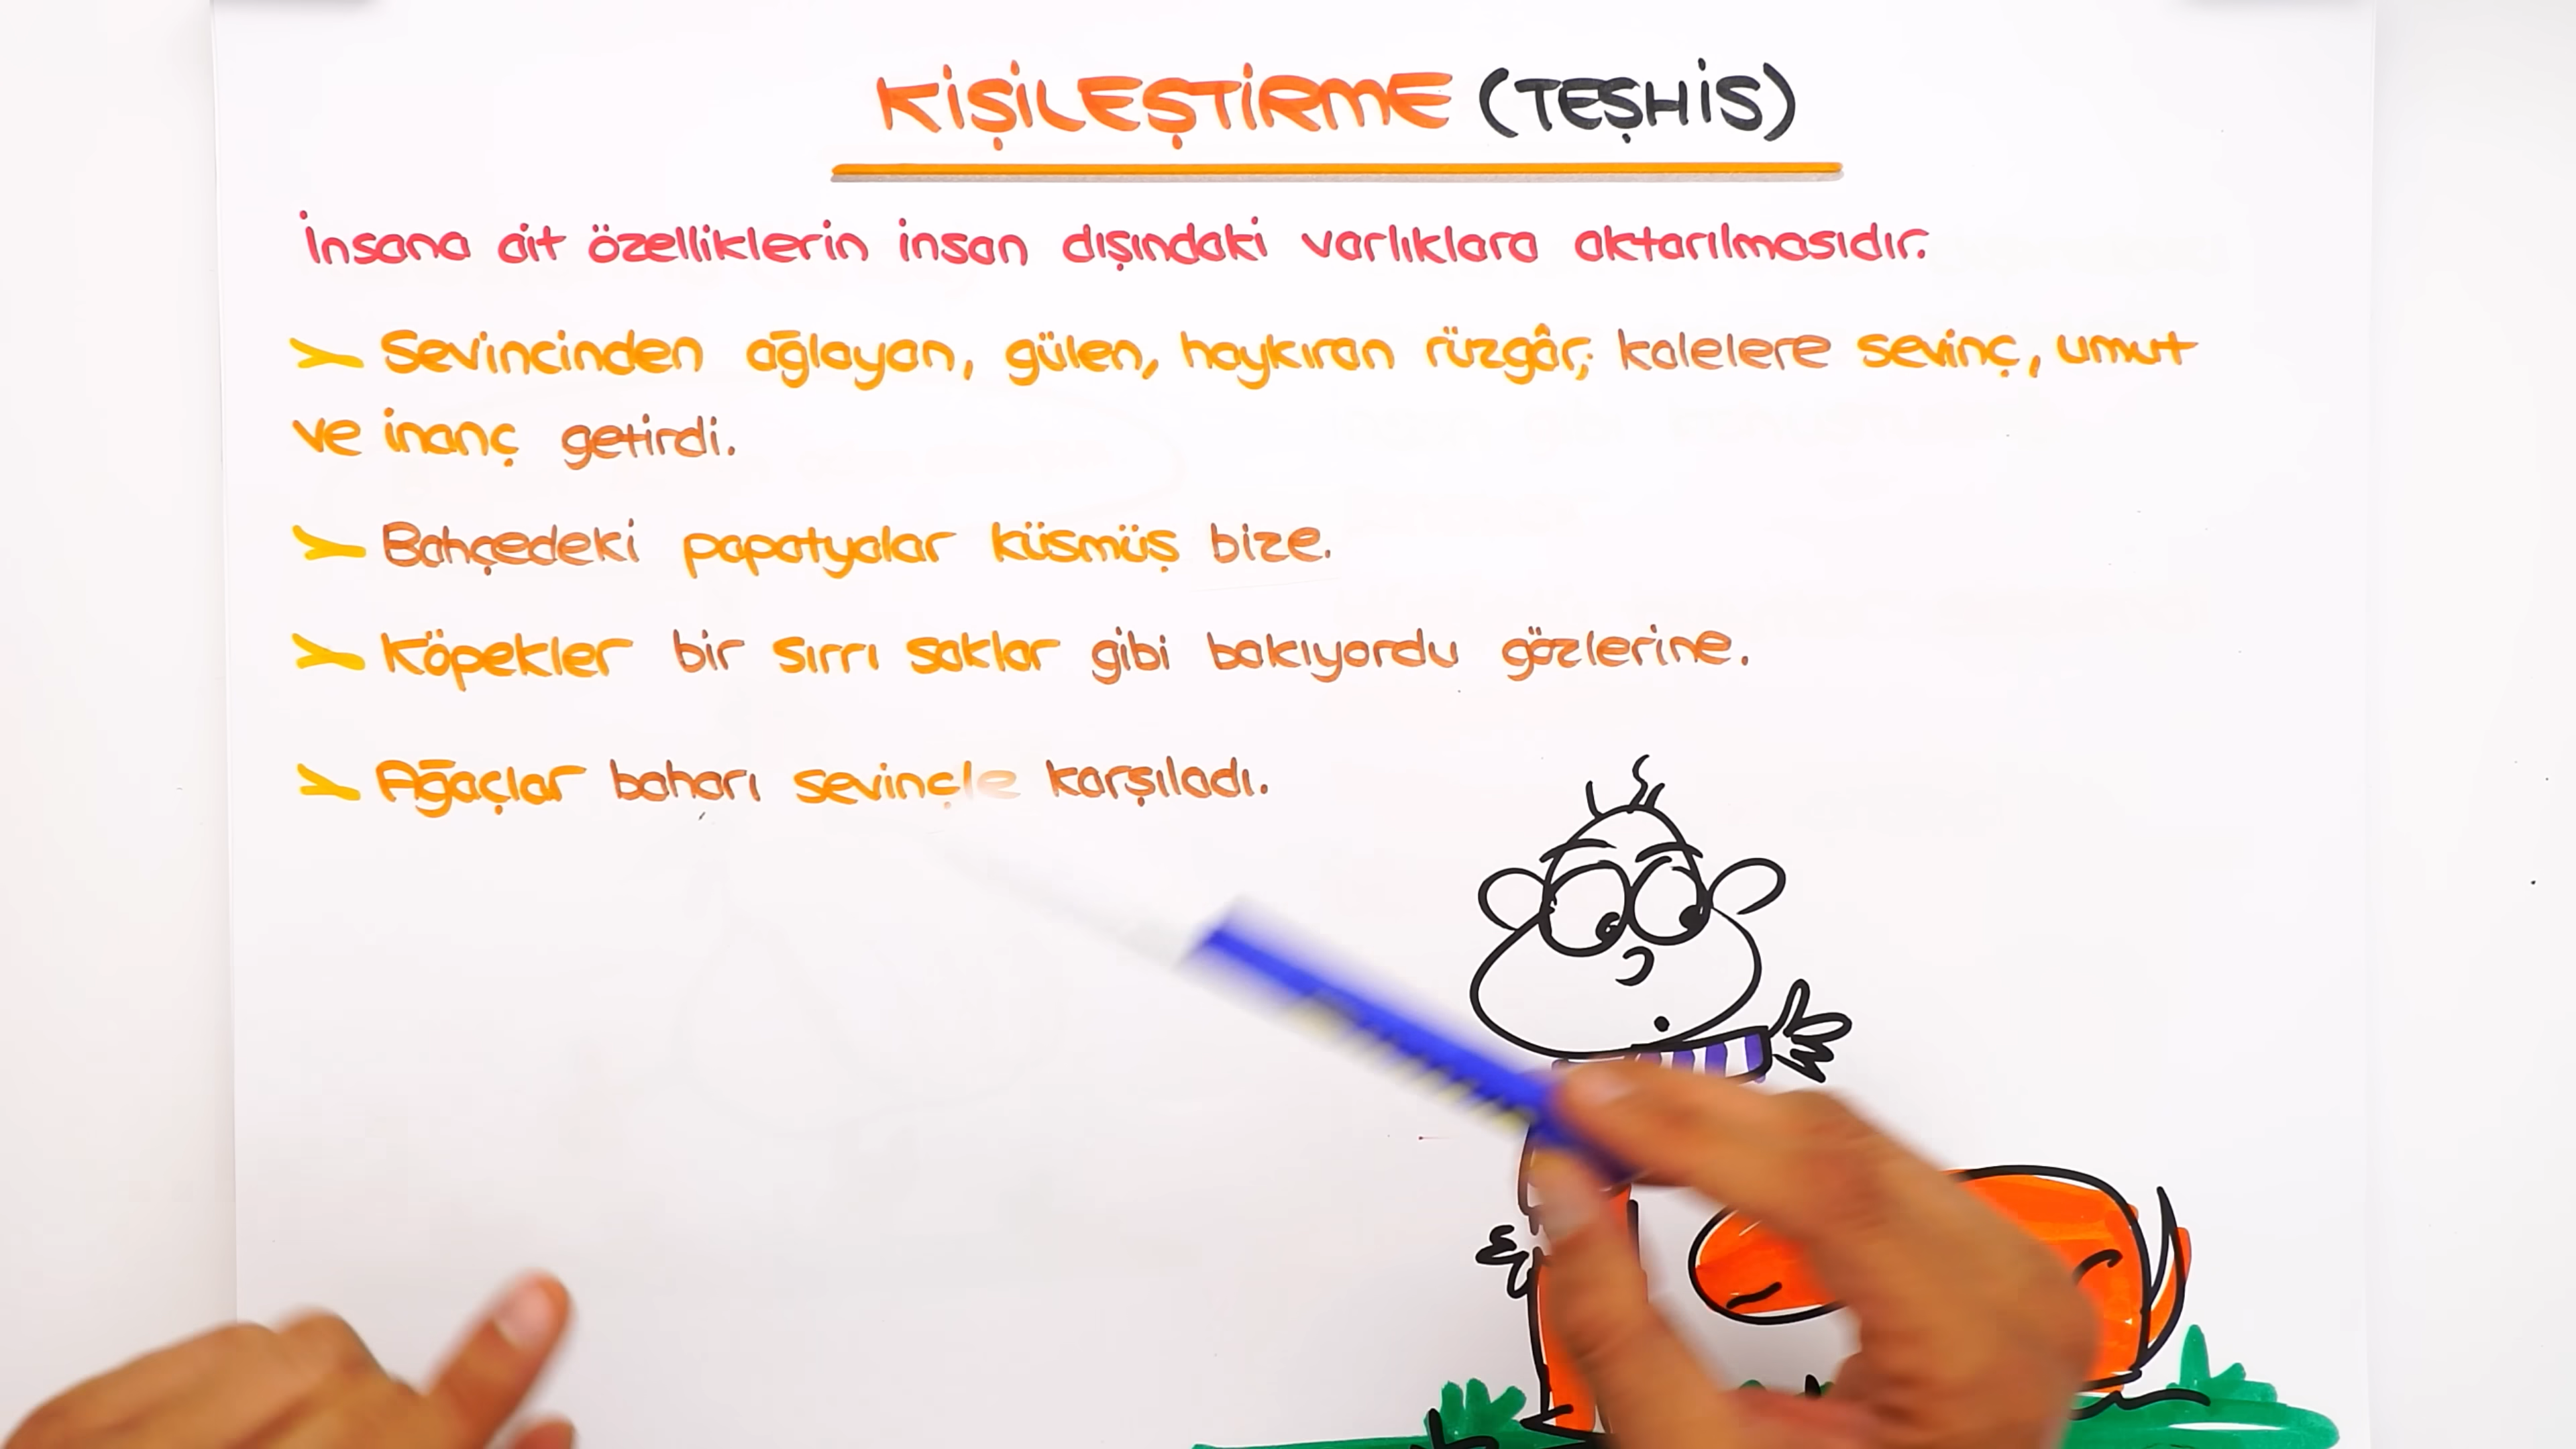 KİŞİLEŞTİRME (TEŞHİS)
İnsana ait özelliklerin insan dışındaki varlıklara aktarılmasıdır.
➤ Sevincinden ağlayan, gülen, haykıran rüzgâr; kalelere sevinç, umut
ve inanç getirdi.
➤ Bahçedeki papatyalar küsmüş bize.
➤ Köpekler bir sırrı saklar gibi bakıyordu gözlerine.
➤ Ağaçlar baharı sevinçle karşıladı.